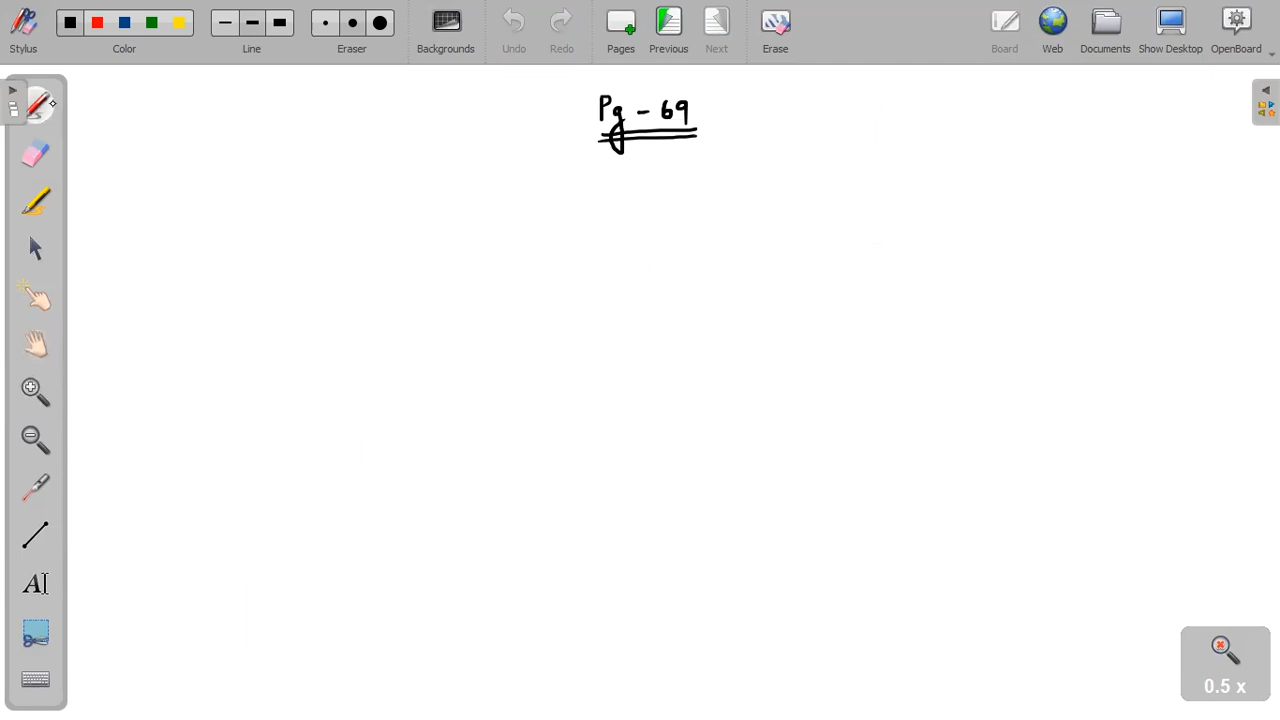 Stylus Color Line Eraser Backgrounds Undo Redo Pages Previous Next Erase Board Web Documents Show Desktop OpenBoard
Pg - 69
A
0.5 x